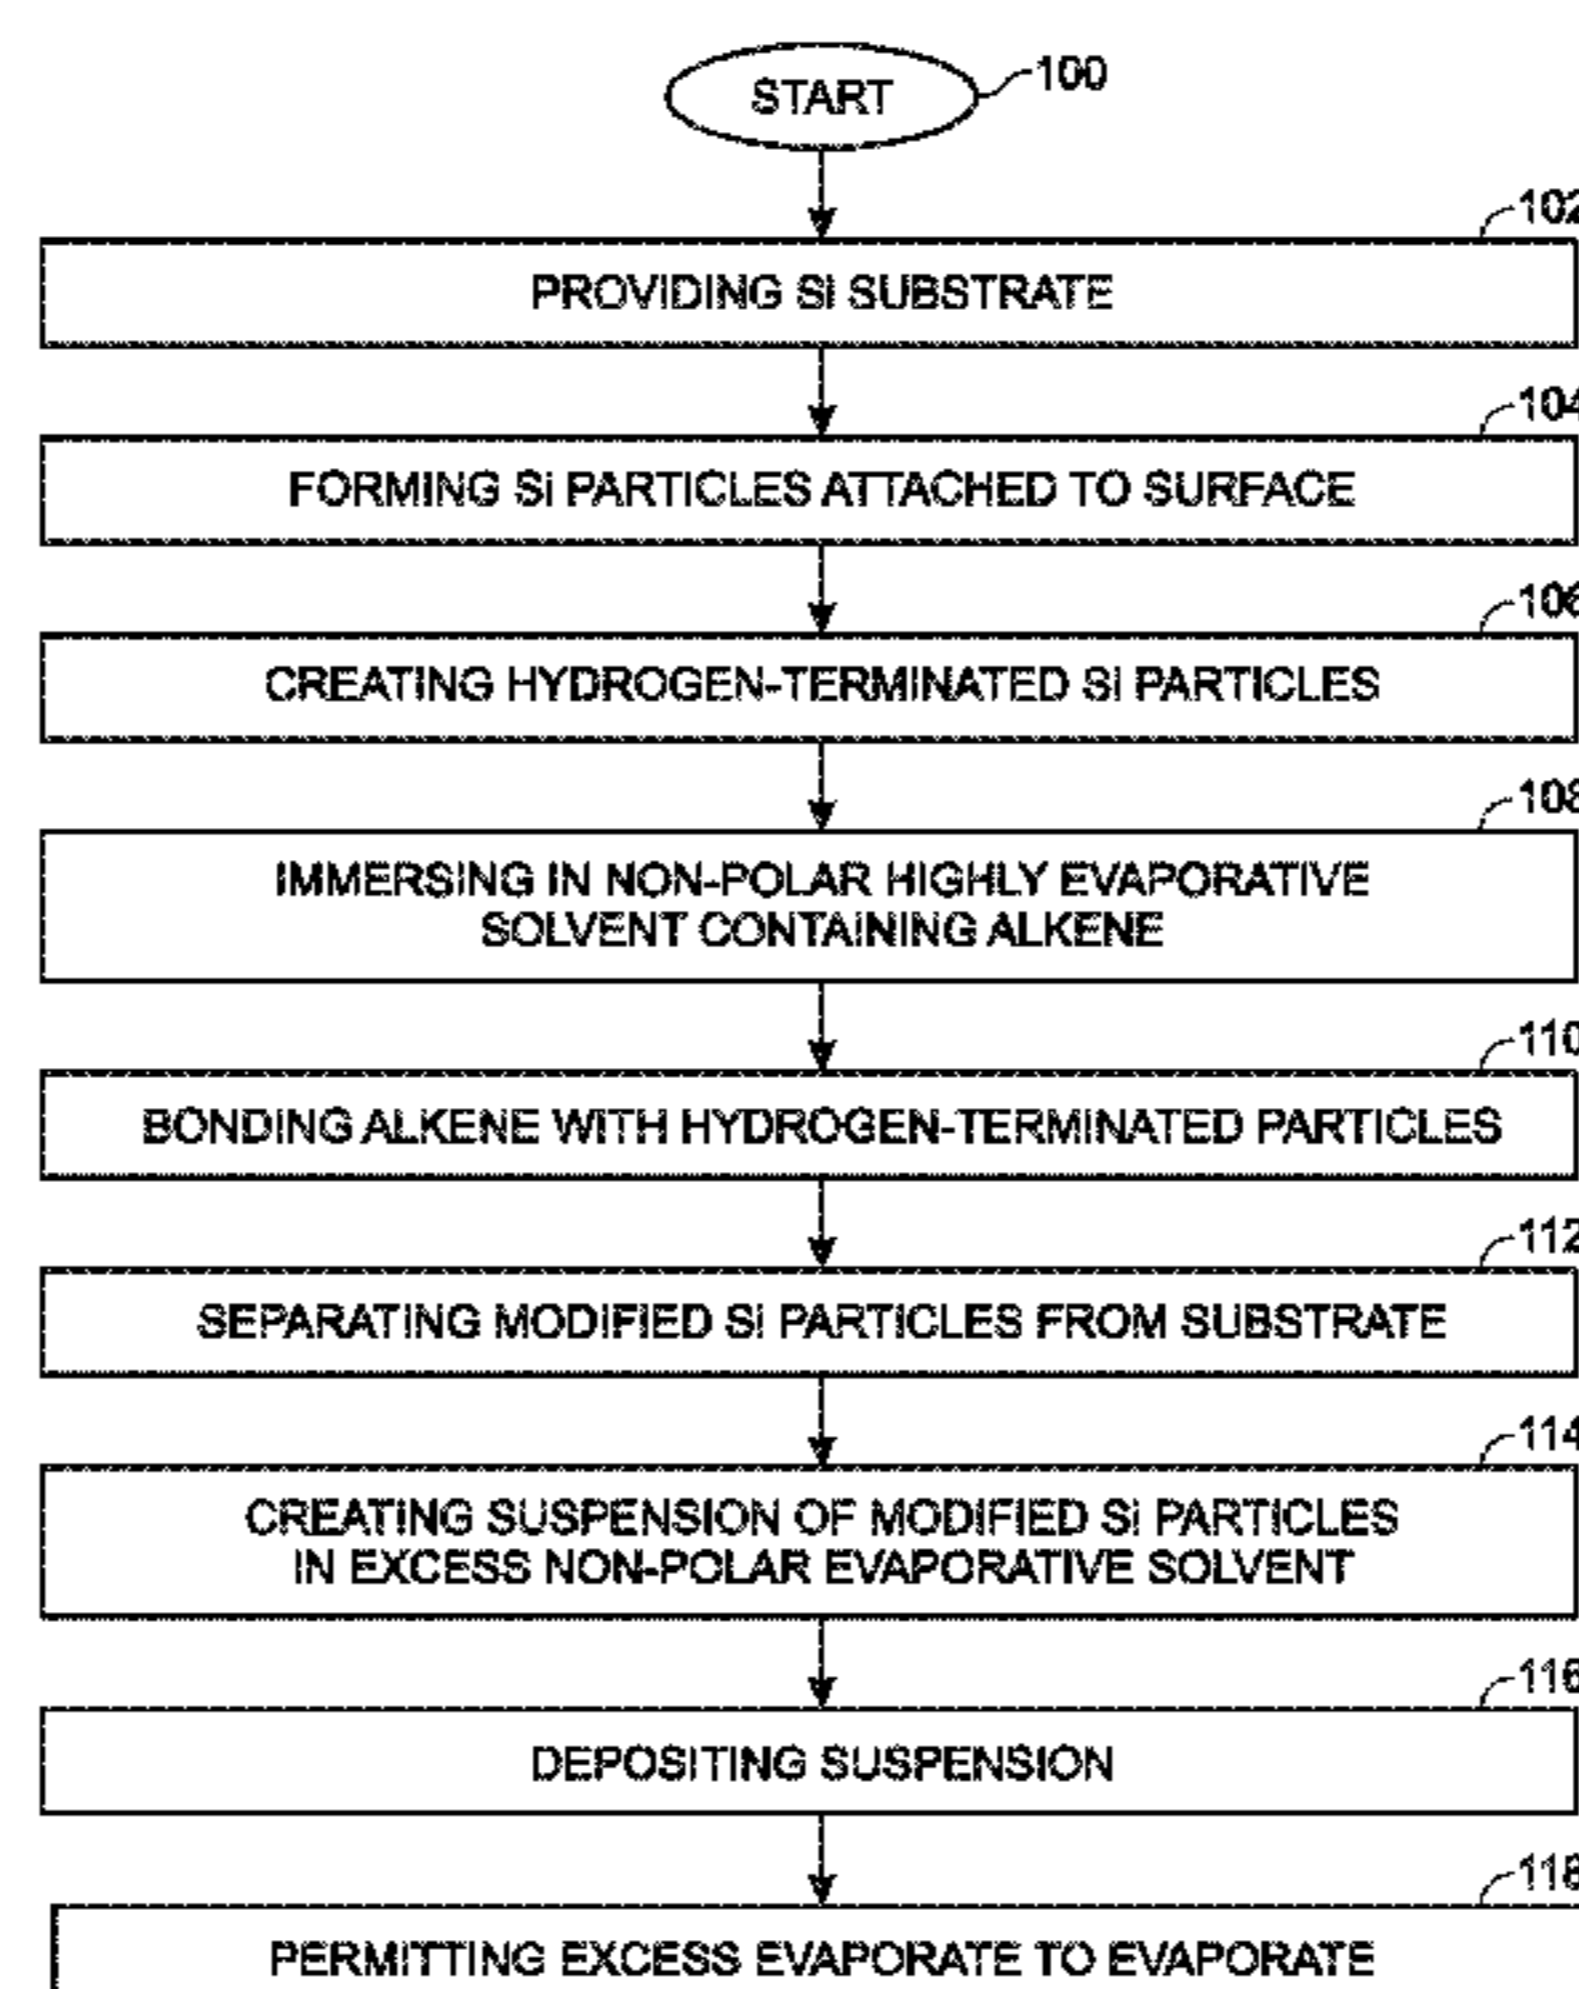 START
100
102
PROVIDING Si SUBSTRATE
104
FORMING Si PARTICLES ATTACHED TO SURFACE
106
CREATING HYDROGEN-TERMINATED Si PARTICLES
108
IMMERSING IN NON-POLAR HIGHLY EVAPORATIVE
SOLVENT CONTAINING ALKENE
110
BONDING ALKENE WITH HYDROGEN-TERMINATED PARTICLES
112
SEPARATING MODIFIED Si PARTICLES FROM SUBSTRATE
114
CREATING SUSPENSION OF MODIFIED Si PARTICLES
IN EXCESS NON-POLAR EVAPORATIVE SOLVENT
116
DEPOSITING SUSPENSION
118
PERMITTING EXCESS EVAPORATE TO EVAPORATE